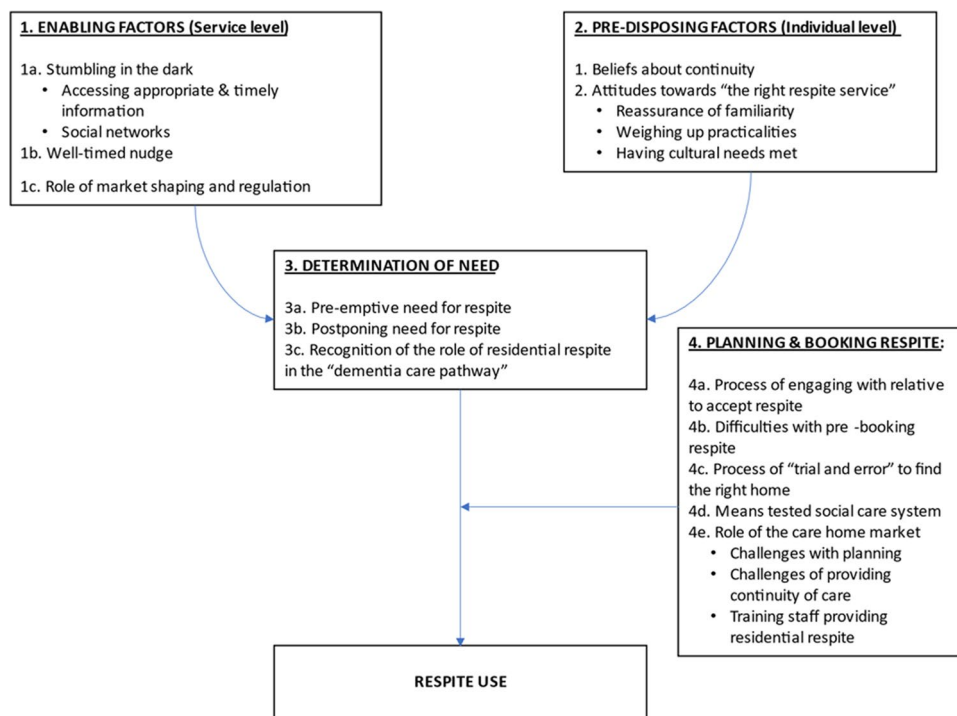 1. ENABLING FACTORS (Service level)
1a. Stumbling in the dark
• Accessing appropriate & timely
information
• Social networks
1b. Well-timed nudge
1c. Role of market shaping and regulation
2. PRE-DISPOSING FACTORS (Individual level)
1. Beliefs about continuity
2. Attitudes towards “the right respite service”
• Reassurance of familiarity
• Weighing up practicalities
• Having cultural needs met
3. DETERMINATION OF NEED
3a. Pre-emptive need for respite
3b. Postponing need for respite
3c. Recognition of the role of residential respite
in the “dementia care pathway”
4. PLANNING & BOOKING RESPITE:
4a. Process of engaging with relative
to accept respite
4b. Difficulties with pre -booking
respite
4c. Process of “trial and error” to find
the right home
4d. Means tested social care system
4e. Role of the care home market
• Challenges with planning
• Challenges of providing
continuity of care
• Training staff providing
residential respite
RESPITE USE